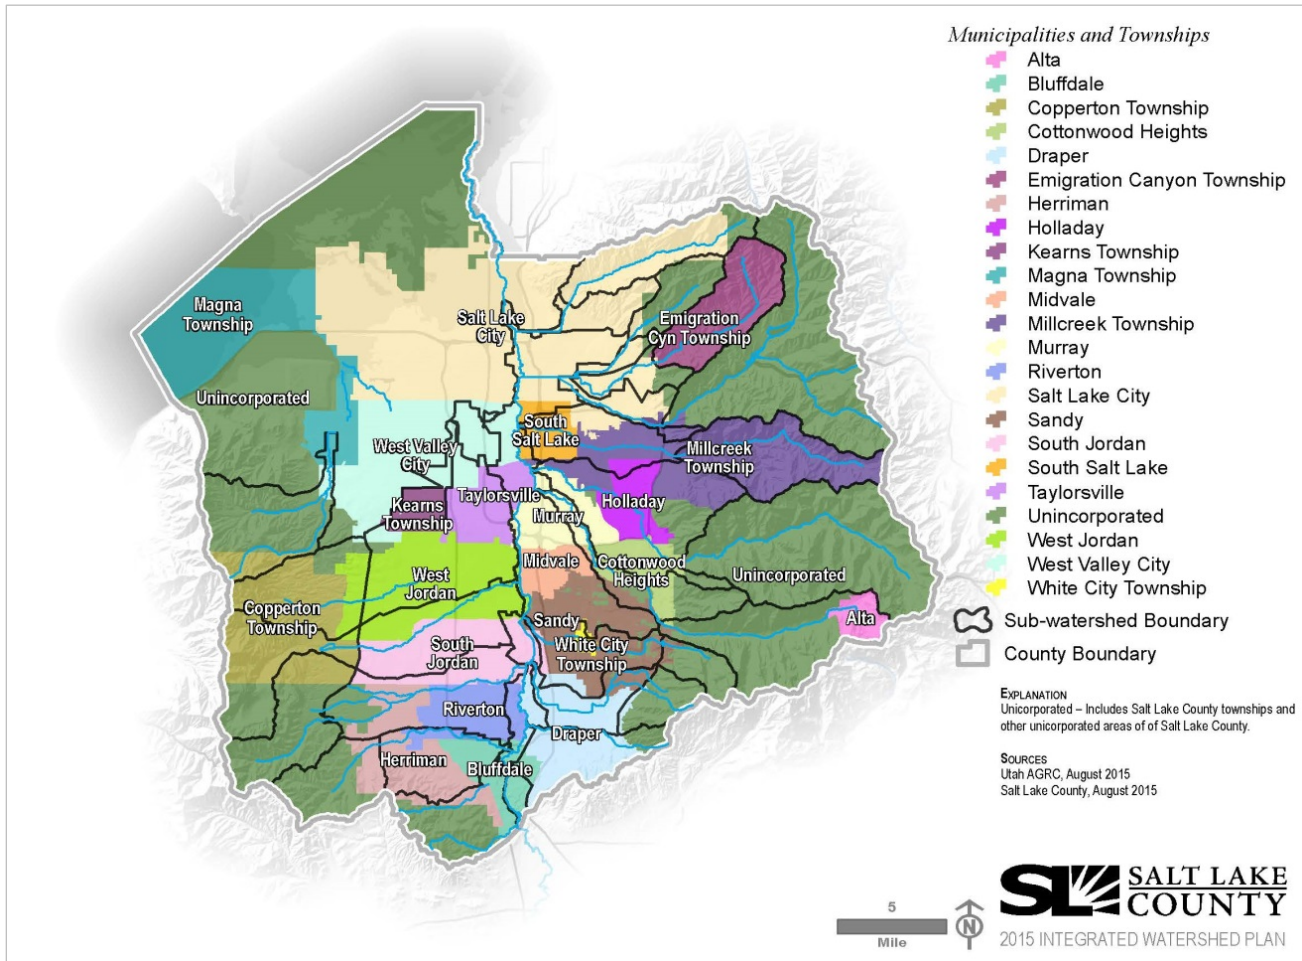 Municipalities and Townships
Alta
Bluffdale
Copperton Township
Cottonwood Heights
Draper
Emigration Canyon Township
Herriman
Holladay
Kearns Township
Magna Township
Midvale
Millcreek Township
Murray
Riverton
Salt Lake City
Sandy
South Jordan
South Salt Lake
Taylorsville
Unincorporated
West Jordan
West Valley City
White City Township
Sub-watershed Boundary
County Boundary
EXPLANATION
Unicorporated – Includes Salt Lake County townships and
other unicorporated areas of of Salt Lake County.
SOURCES
Utah AGRC, August 2015
Salt Lake County, August 2015
Magna
Township
Salt Lake
City
Emigration
Cyn Township
Unincorporated
South
Salt Lake
West Valley
City
Millcreek
Township
Taylorsville
Holladay
Kearns
Township
Murray
Midvale
Cottonwood
Heights
West
Jordan
Unincorporated
Copperton
Township
Alta
Sandy
White City
Township
South
Jordan
Riverton
Draper
Herriman
Bluffdale
5
Mile
N
SL
SALT LAKE
COUNTY
2015 INTEGRATED WATERSHED PLAN